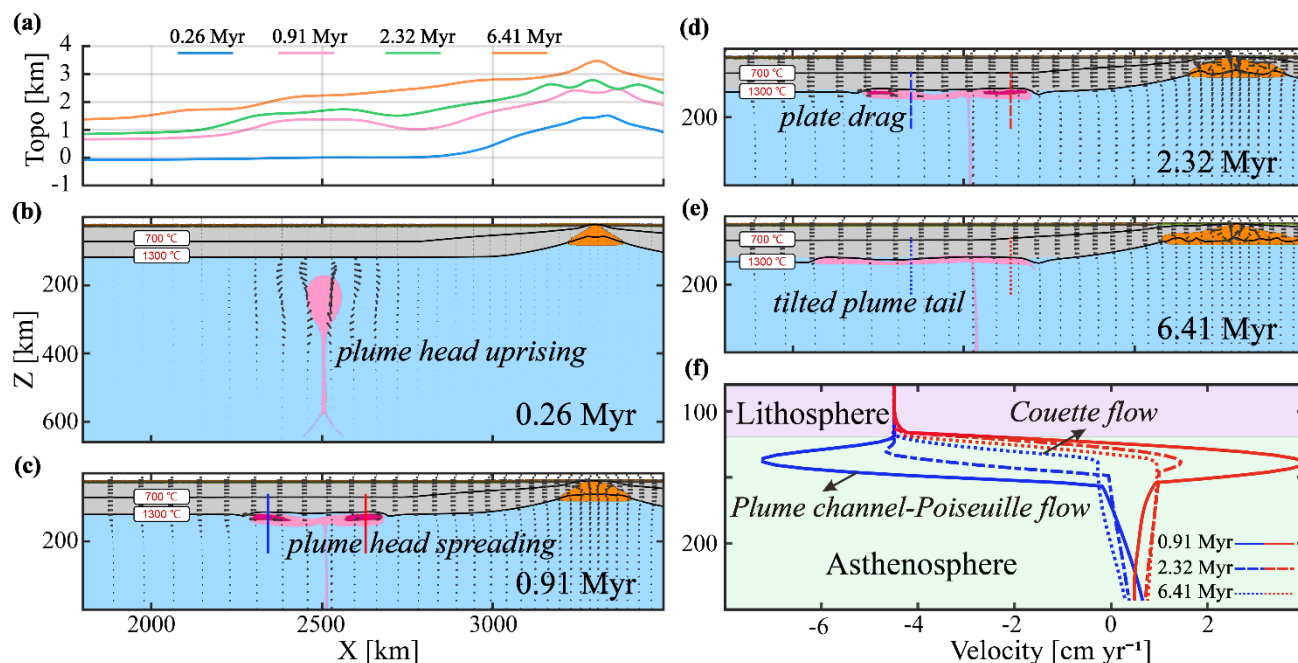 (a)
0.26 Myr 0.91 Myr 2.32 Myr 6.41 Myr
Topo [km]
4
3
2
1
0
-1
2000 2500 3000
(b)
700 °C
1300 °C
200
400
600
Z [km]
plume head uprising
0.26 Myr
(c)
700 °C
1300 °C
200
plume head spreading
0.91 Myr
2000 2500 3000
X [km]
(d)
700 °C
1300 °C
200
plate drag
2.32 Myr
(e)
700 °C
1300 °C
200
tilted plume tail
6.41 Myr
(f)
100
200
Lithosphere
Couette flow
Plume channel-Poiseuille flow
Asthenosphere
0.91 Myr
2.32 Myr
6.41 Myr
-6 -4 -2 0 2
Velocity [cm yr⁻¹]